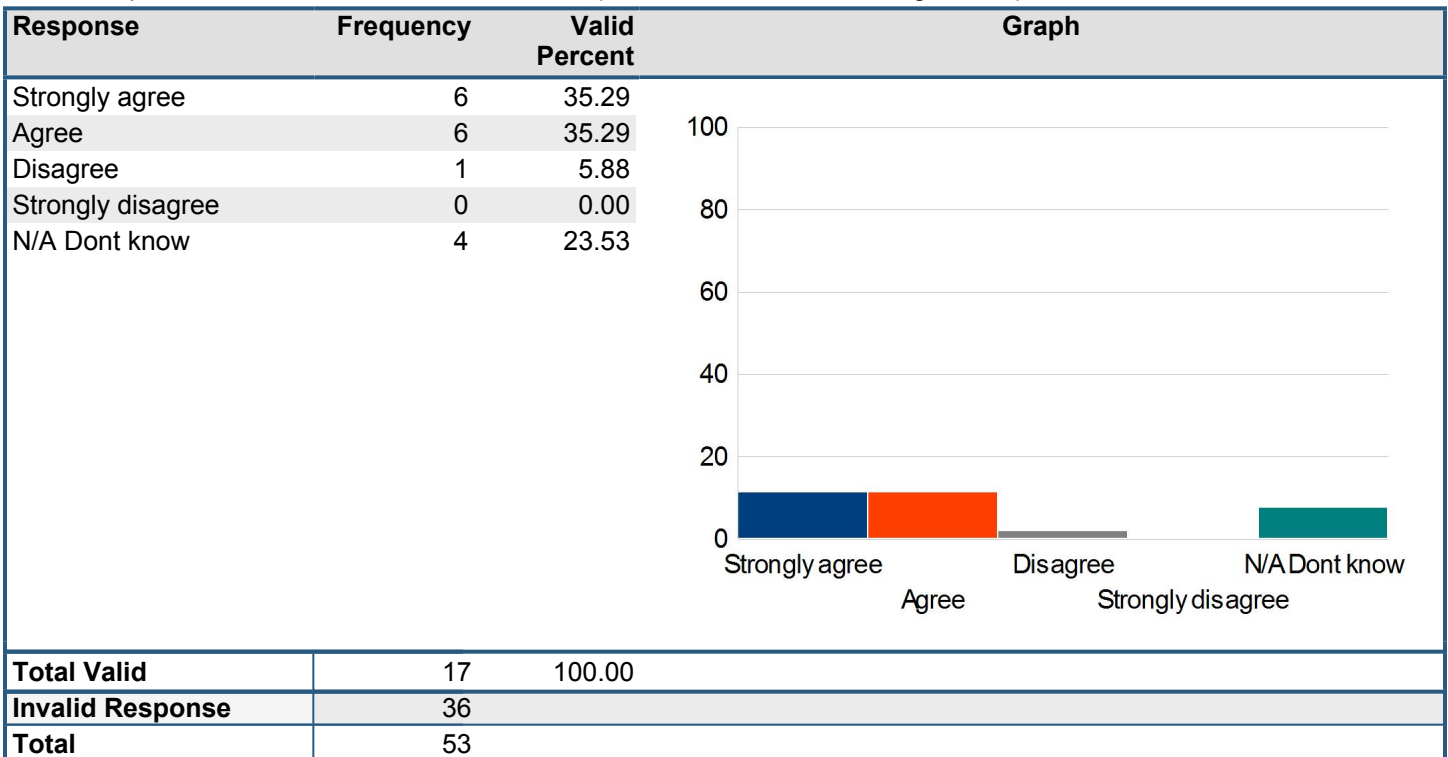 Response Frequency Valid Percent Graph
Strongly agree 6 35.29
Agree 6 35.29
Disagree 1 5.88
Strongly disagree 0 0.00
N/A Dont know 4 23.53
100
80
60
40
20
0
Strongly agree Disagree N/A Dont know
Agree Strongly disagree
Total Valid 17 100.00
Invalid Response 36
Total 53